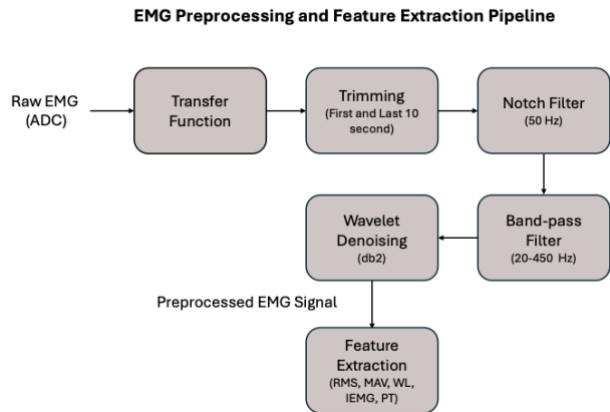 EMG Preprocessing and Feature Extraction Pipeline
Raw EMG
(ADC)
Transfer
Function
Trimming
(First and Last 10
second)
Notch Filter
(50 Hz)
Wavelet
Denoising
(db2)
Band-pass
Filter
(20-450 Hz)
Preprocessed EMG Signal
Feature
Extraction
(RMS, MAV, WL,
IEMG, PT)